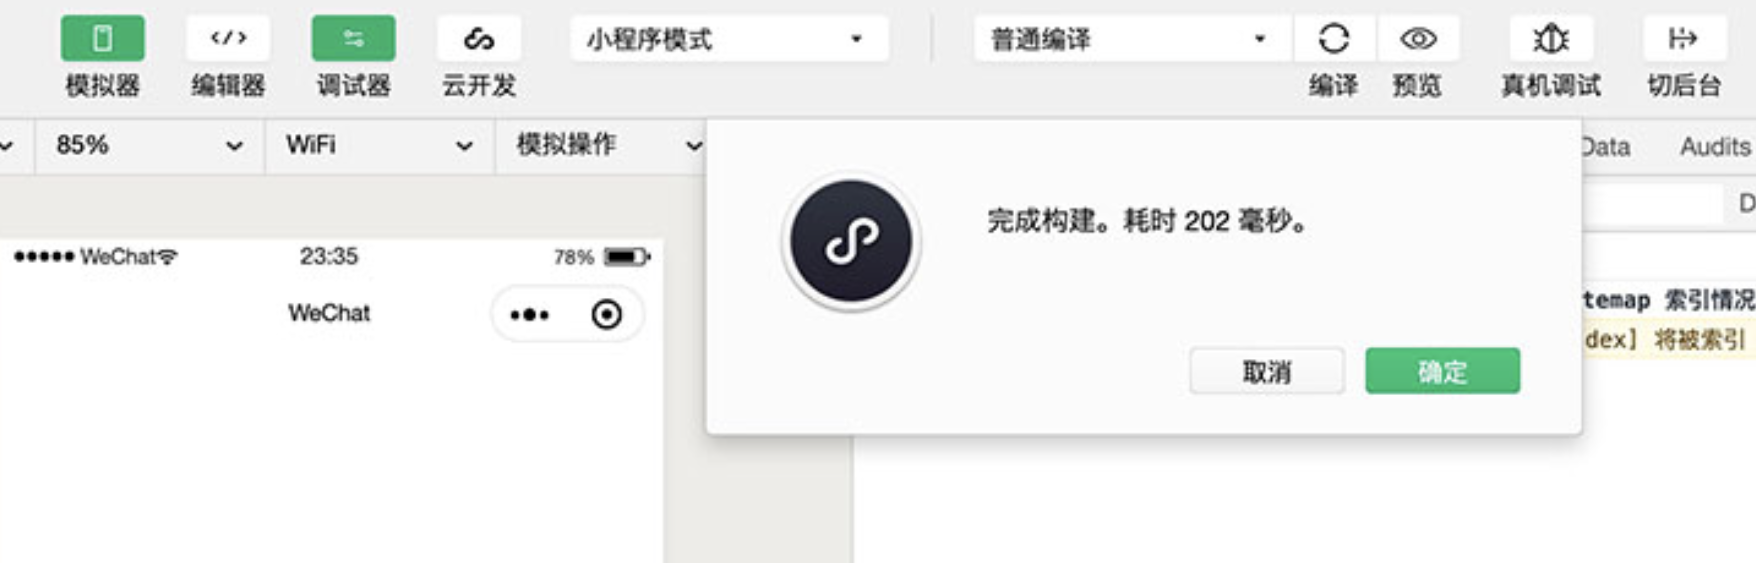 模拟器 编辑器 调试器 云开发 小程序模式 普通编译 编译 预览 真机调试 切后台
85% WiFi 模拟操作 Data Audits
完成构建。耗时 202 毫秒。
取消 确定
WeChat 23:35 78%
WeChat
temap 索引情况
dex] 将被索引